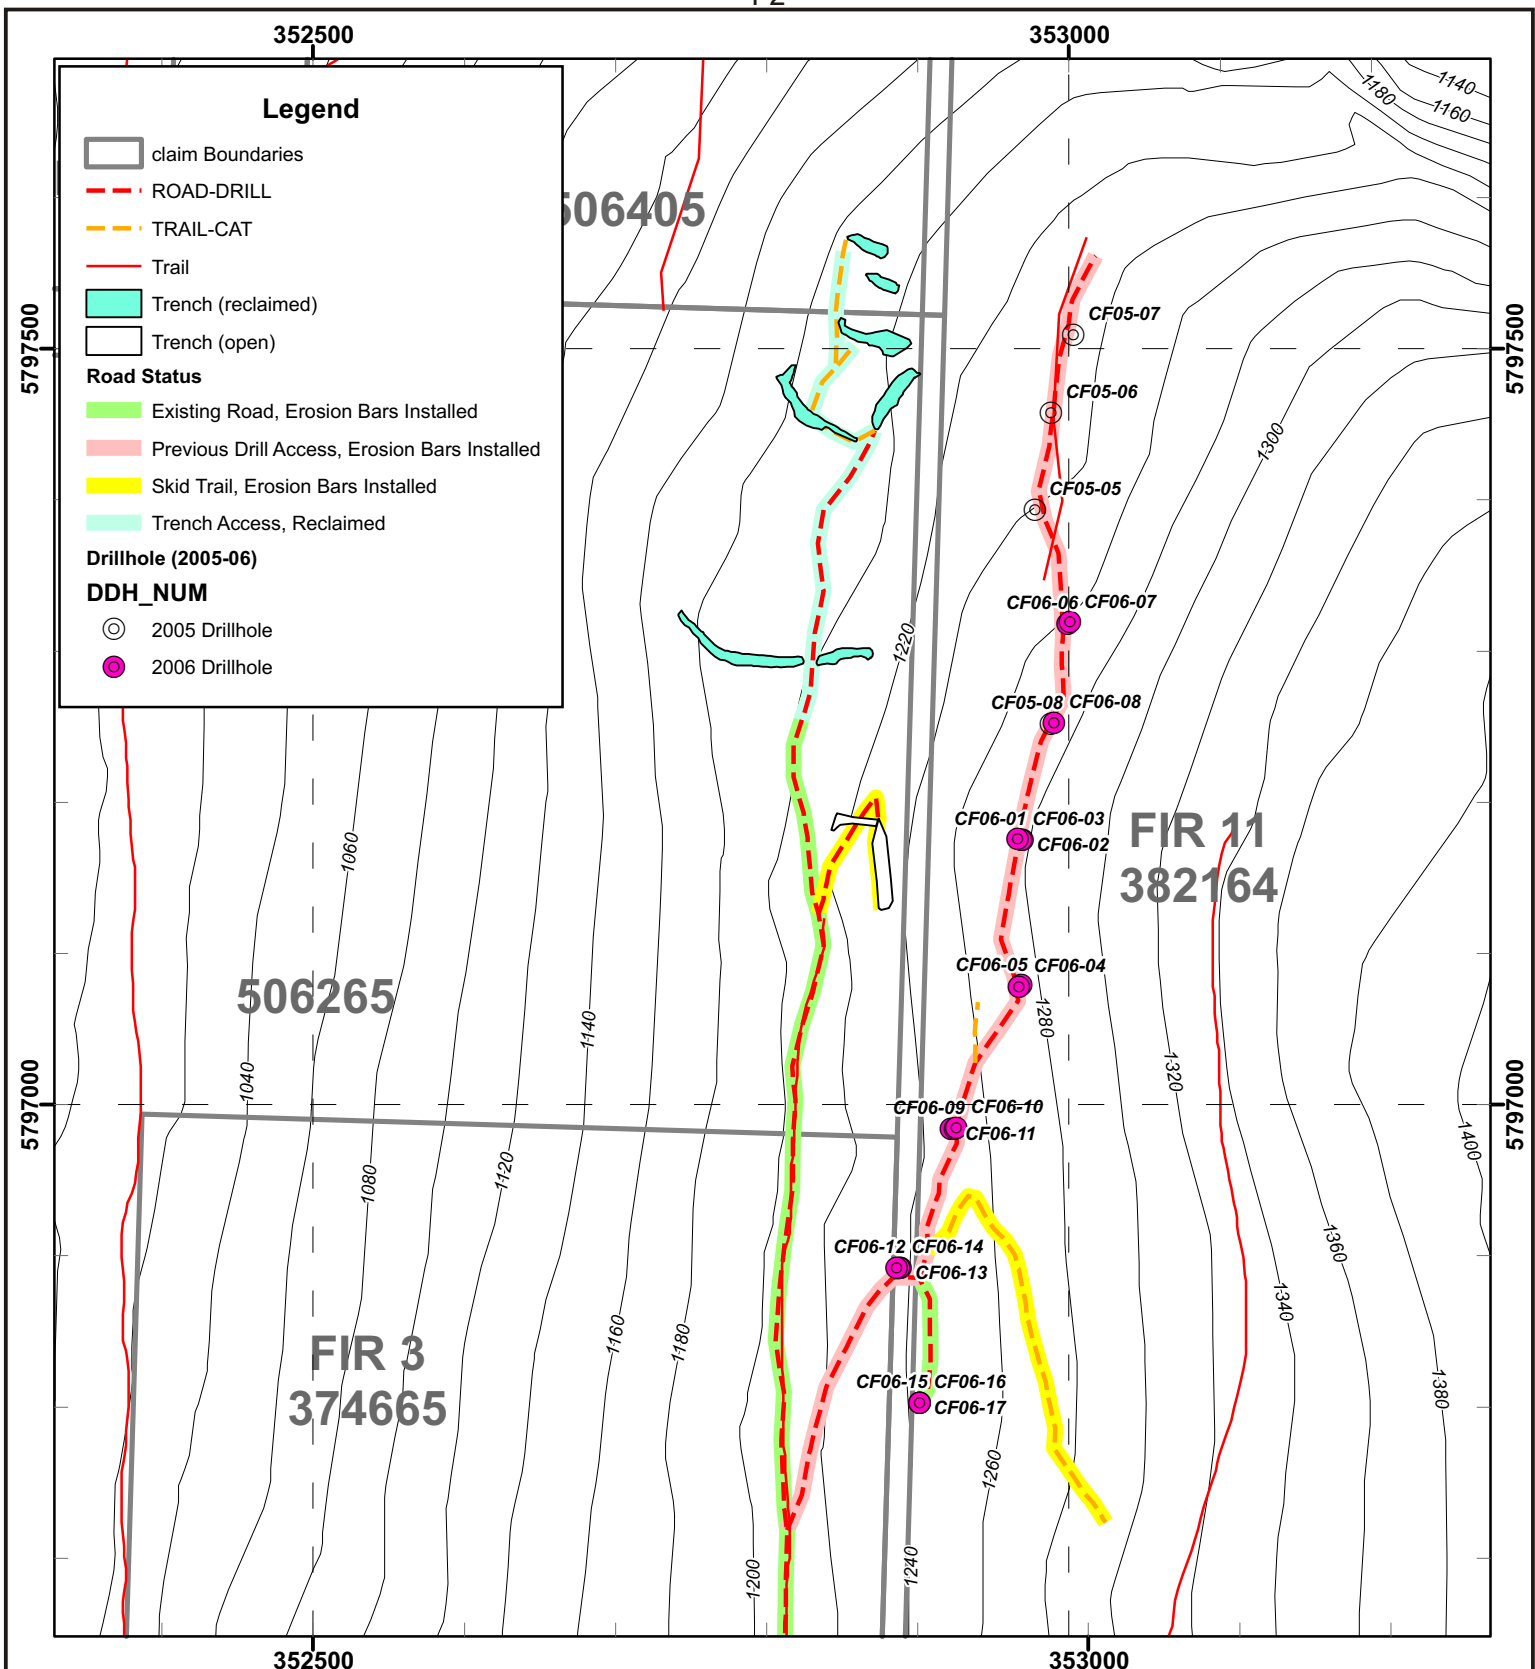 352500
353000
Legend
claim Boundaries
ROAD-DRILL
TRAIL-CAT
Trail
Trench (reclaimed)
Trench (open)
Road Status
Existing Road, Erosion Bars Installed
Previous Drill Access, Erosion Bars Installed
Skid Trail, Erosion Bars Installed
Trench Access, Reclaimed
Drillhole (2005-06)
DDH_NUM
2005 Drillhole
2006 Drillhole
1140
1180
1160
506405
5797500
CF05-07
5797500
CF05-06
1300
CF05-05
CF06-06 CF06-07
1220
CF05-08 CF06-08
CF06-01 CF06-03
CF06-02
FIR 11
382164
1060
CF06-05 CF06-04
506265
1280
1140
1040
1320
5797000
5797000
CF06-09 CF06-10
CF06-11
1400
1120
1080
CF06-12 CF06-14
CF06-13
1360
1340
1160
1180
FIR 3
374665
CF06-15 CF06-16
CF06-17
1380
1260
1200
1240
352500
353000